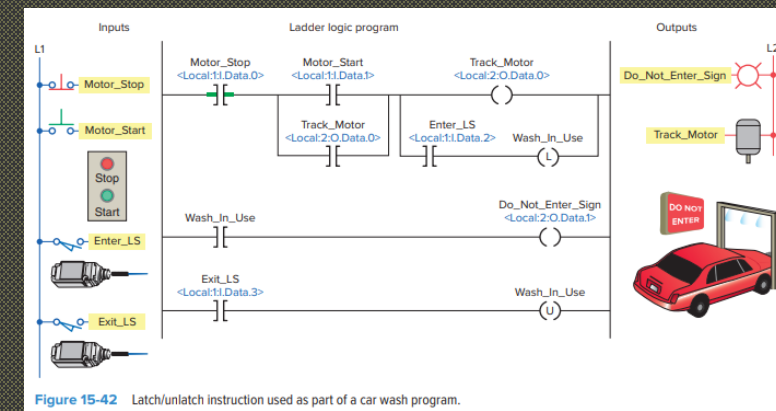 Inputs
Ladder logic program
Outputs
L1
L2
Motor_Stop
Motor_Start
Stop
Start
Enter_LS
Exit_LS
Motor_Stop
<Local:1:I.Data.0>
Motor_Start
<Local:1:I.Data.1>
Track_Motor
<Local:2:O.Data.0>
Track_Motor
<Local:2:O.Data.0>
Enter_LS
<Local:1:I.Data.2>
Wash_In_Use
L
Wash_In_Use
Do_Not_Enter_Sign
<Local:2:O.Data.1>
Exit_LS
<Local:1:I.Data.3>
Wash_In_Use
U
Do_Not_Enter_Sign
Track_Motor
DO NOT
ENTER
Figure 15-42 Latch/unlatch instruction used as part of a car wash program.